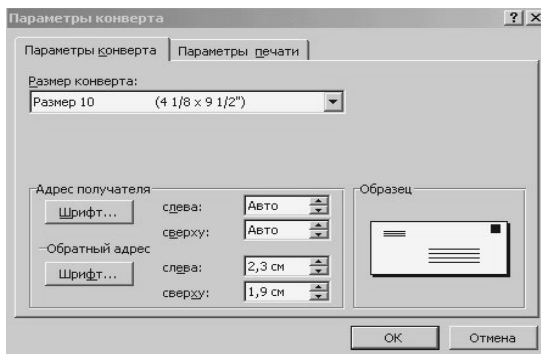 Параметры конверта
Параметры конверта Параметры печати
Размер конверта:
Размер 10 (4 1/8 x 9 1/2")
Адрес получателя
Шрифт... слева: Авто
сверху: Авто
Обратный адрес
Шрифт... слева: 2,3 см
сверху: 1,9 см
Образец
ОК Отмена